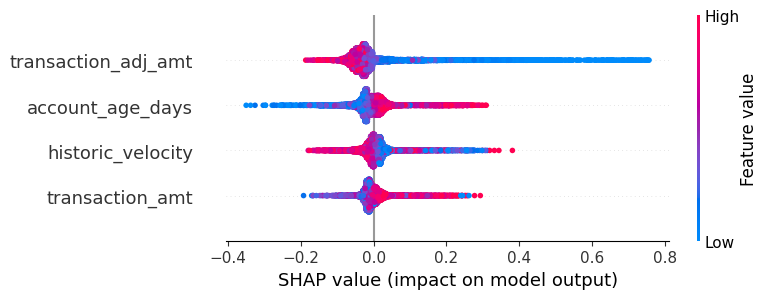 High
transaction_adj_amt
account_age_days
historic_velocity
transaction_amt
Feature value
Low
−0.4 −0.2 0.0 0.2 0.4 0.6 0.8
SHAP value (impact on model output)